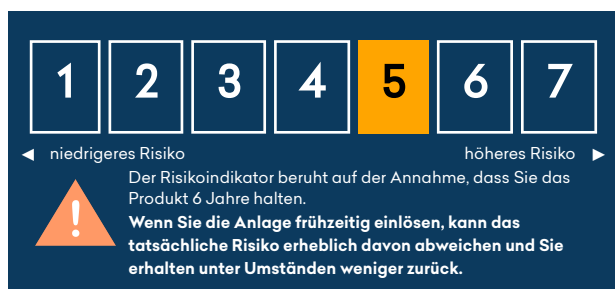 1 2 3 4 5 6 7
◄ niedrigeres Risiko höheres Risiko ►
Der Risikoindikator beruht auf der Annahme, dass Sie das
Produkt 6 Jahre halten.
Wenn Sie die Anlage frühzeitig einlösen, kann das
tatsächliche Risiko erheblich davon abweichen und Sie
erhalten unter Umständen weniger zurück.
!